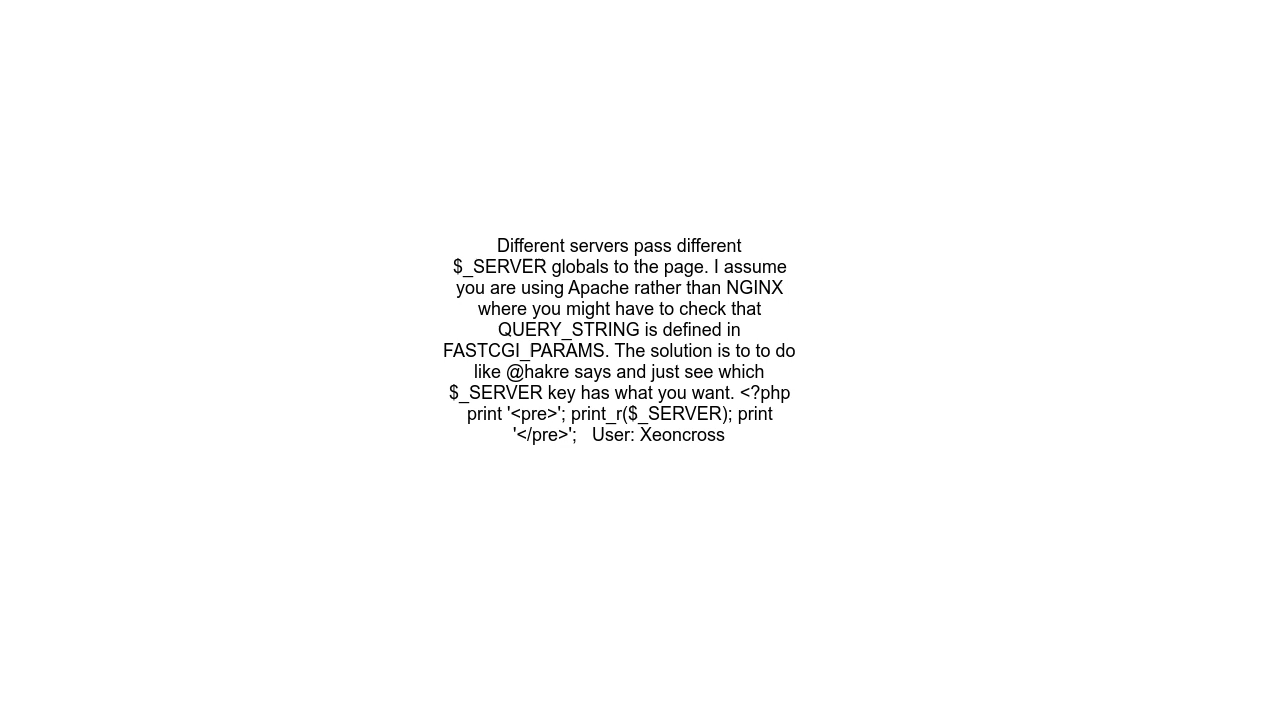 Different servers pass different
$_SERVER globals to the page. I assume
you are using Apache rather than NGINX
where you might have to check that
QUERY_STRING is defined in
FASTCGI_PARAMS. The solution is to to do
like @hakre says and just see which
$_SERVER key has what you want. <?php
print '<pre>'; print_r($_SERVER); print
'</pre>';   User: Xeoncross